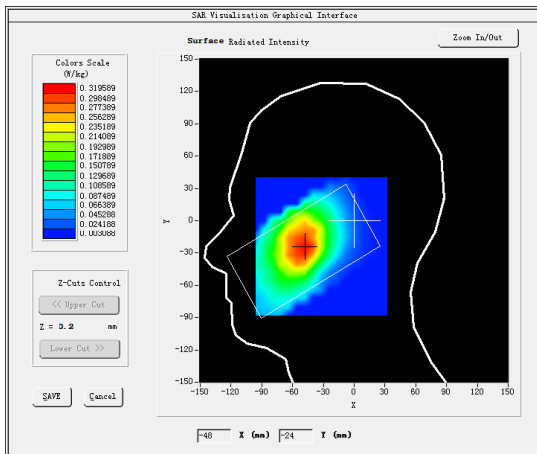 SAR Visualisation Graphical Interface
Surface Radiated Intensity
Zoom In/Out
Colors Scale
(W/kg)
0.319589
0.298489
0.277389
0.256289
0.235189
0.214089
0.192989
0.171889
0.150789
0.129689
0.108589
0.087489
0.066389
0.045288
0.024188
0.003088
Z-Cuts Control
<< Upper Cut
Z = 0.2 mm
Lower Cut >>
SAVE Cancel
150
120
90
60
30
0
-30
-60
-90
-120
-150
Y
-150 -120 -90 -60 -30 0 30 60 90 120 150
X
-48 X (mm) -24 Y (mm)